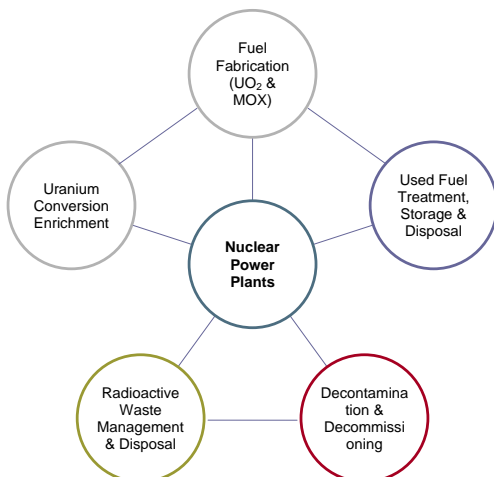 Fuel
Fabrication
(UO₂ &
MOX)
Uranium
Conversion
Enrichment
Used Fuel
Treatment,
Storage &
Disposal
Nuclear
Power
Plants
Radioactive
Waste
Management
& Disposal
Decontamina
tion &
Decommissi
oning